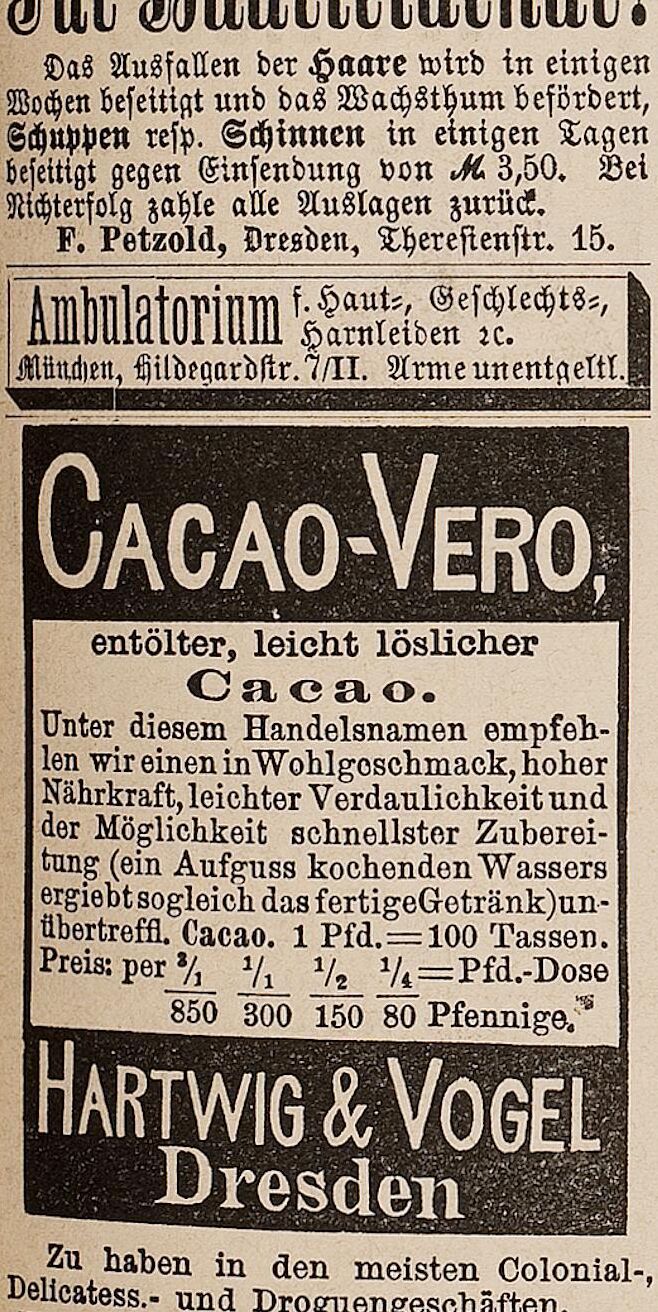 Für
Das Ausfallen der Haare wird in einigen
Wochen beseitigt und das Wachsthum befördert,
Schuppen resp. Schinnen in einigen Tagen
beseitigt gegen Einsendung von M. 3,50. Bei
Nichterfolg zahle alle Auslagen zurück.
F. Petzold, Dresden, Theresienstr. 15.
Ambulatorium f. Haut-, Geschlechts-,
Harnleiden ꝛc.
München, Hildegardstr. 7/II. Arme unentgeltl.
CACAO-VERO,
entölter, leicht löslicher
Cacao.
Unter diesem Handelsnamen empfeh-
len wir einen in Wohlgeschmack, hoher
Nährkraft, leichter Verdaulichkeit und
der Möglichkeit schnellster Zuberei-
tung (ein Aufguss kochenden Wassers
ergiebt sogleich das fertige Getränk) un-
übertreffl. Cacao. 1 Pfd. = 100 Tassen.
Preis: per 3/1 1/1 1/2 1/4 = Pfd.-Dose
850 300 150 80 Pfennige.
HARTWIG & VOGEL
Dresden
Zu haben in den meisten Colonial-,
Delicatess.- und Droguengeschäften.